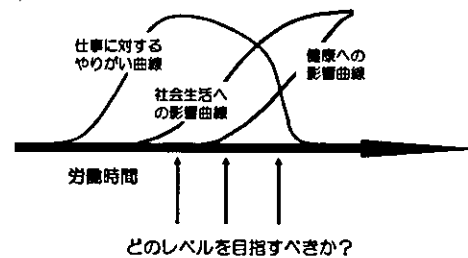 仕事に対する
やりがい曲線
社会生活へ
の影響曲線
健康への
影響曲線
労働時間
どのレベルを目指すべきか？